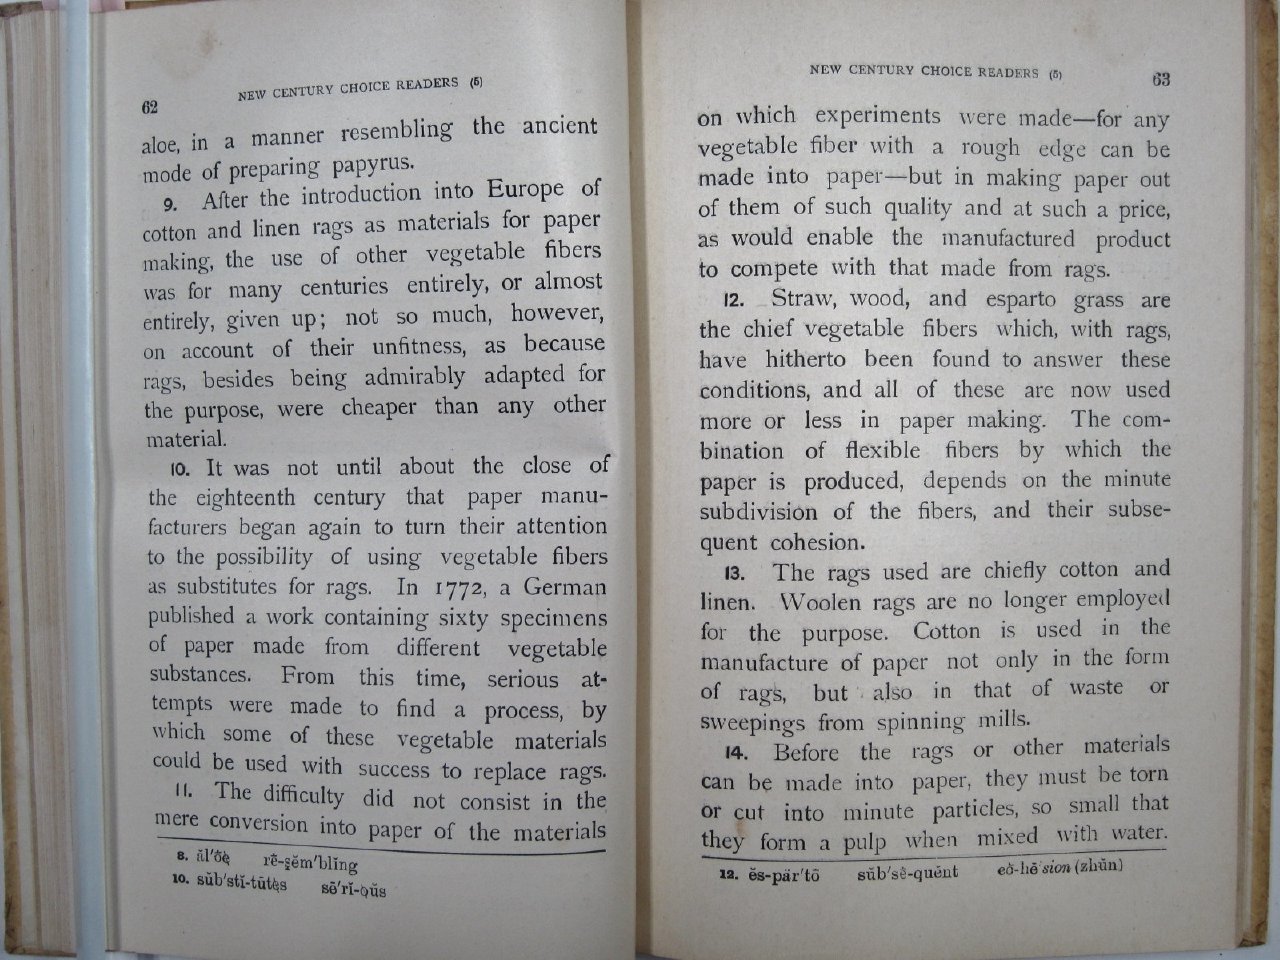 62
NEW CENTURY CHOICE READERS (5)
aloe, in a manner resembling the ancient
mode of preparing papyrus.
9. After the introduction into Europe of
cotton and linen rags as materials for paper
making, the use of other vegetable fibers
was for many centuries entirely, or almost
entirely, given up; not so much, however,
on account of their unfitness, as because
rags, besides being admirably adapted for
the purpose, were cheaper than any other
material.
10. It was not until about the close of
the eighteenth century that paper manu-
facturers began again to turn their attention
to the possibility of using vegetable fibers
as substitutes for rags. In 1772, a German
published a work containing sixty specimens
of paper made from different vegetable
substances. From this time, serious at-
tempts were made to find a process, by
which some of these vegetable materials
could be used with success to replace rags.
11. The difficulty did not consist in the
mere conversion into paper of the materials
8. ăl'ōe̱ rē̇-s̱ĕm'blĭng
10. sŭb'stĭ-tūte̱s sē'rĭ-o̱ŭs
NEW CENTURY CHOICE READERS (5)
63
on which experiments were made—for any
vegetable fiber with a rough edge can be
made into paper—but in making paper out
of them of such quality and at such a price,
as would enable the manufactured product
to compete with that made from rags.
12. Straw, wood, and esparto grass are
the chief vegetable fibers which, with rags,
have hitherto been found to answer these
conditions, and all of these are now used
more or less in paper making. The com-
bination of flexible fibers by which the
paper is produced, depends on the minute
subdivision of the fibers, and their subse-
quent cohesion.
13. The rags used are chiefly cotton and
linen. Woolen rags are no longer employed
for the purpose. Cotton is used in the
manufacture of paper not only in the form
of rags, but also in that of waste or
sweepings from spinning mills.
14. Before the rags or other materials
can be made into paper, they must be torn
or cut into minute particles, so small that
they form a pulp when mixed with water.
12. ĕs-pär'tō sŭb'sē̇-quĕnt cō̇-hē'sion (zhŭn)